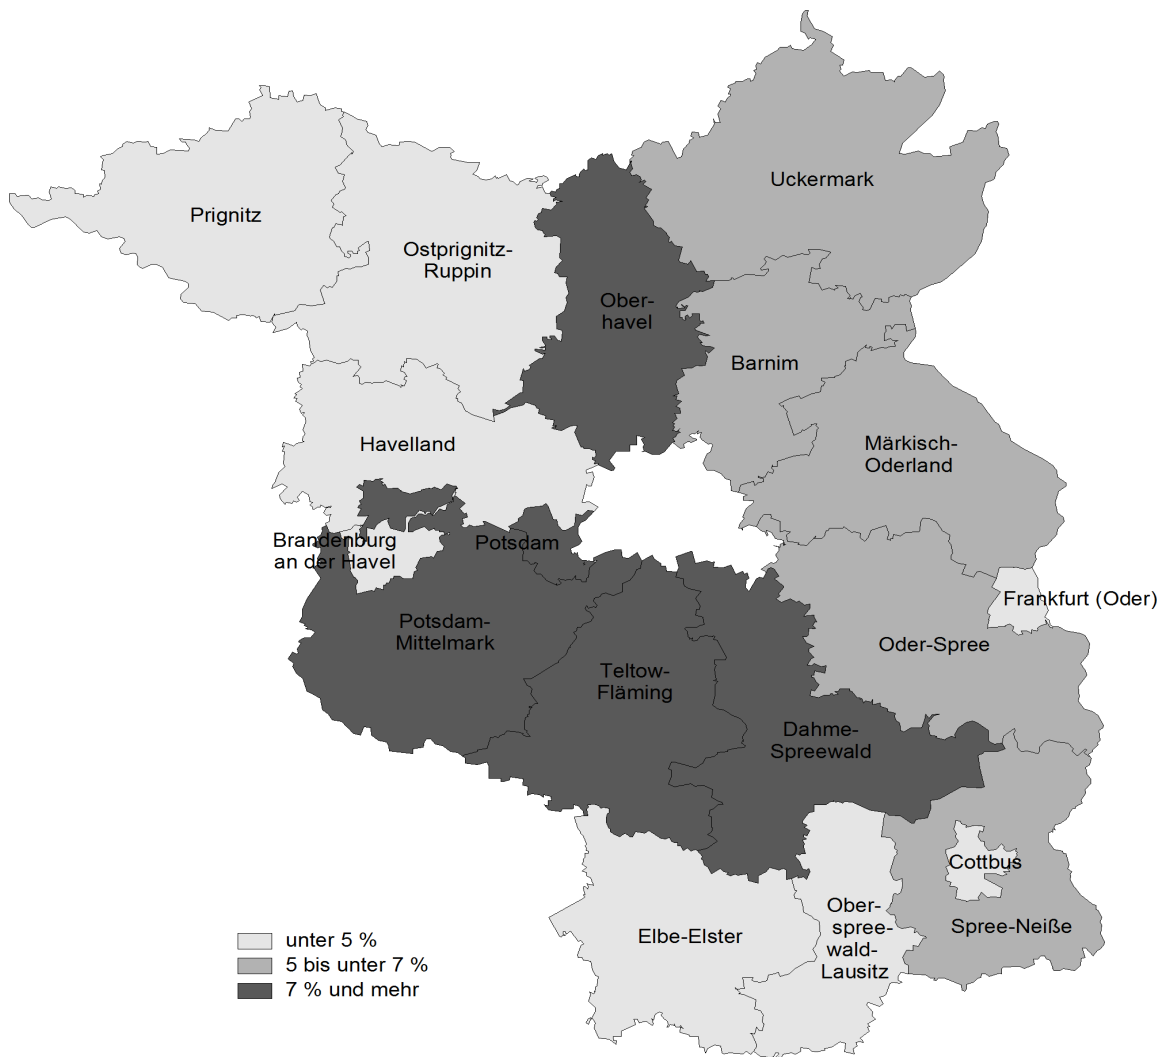 Uckermark
Prignitz
Ostprignitz-
Ruppin
Ober-
havel
Barnim
Havelland
Märkisch-
Oderland
Brandenburg
an der Havel
Potsdam
Frankfurt (Oder)
Potsdam-
Mittelmark
Oder-Spree
Teltow-
Fläming
Dahme-
Spreewald
Cottbus
Ober-
spree-
wald-
Lausitz
Spree-Neiße
Elbe-Elster
unter 5 %
5 bis unter 7 %
7 % und mehr